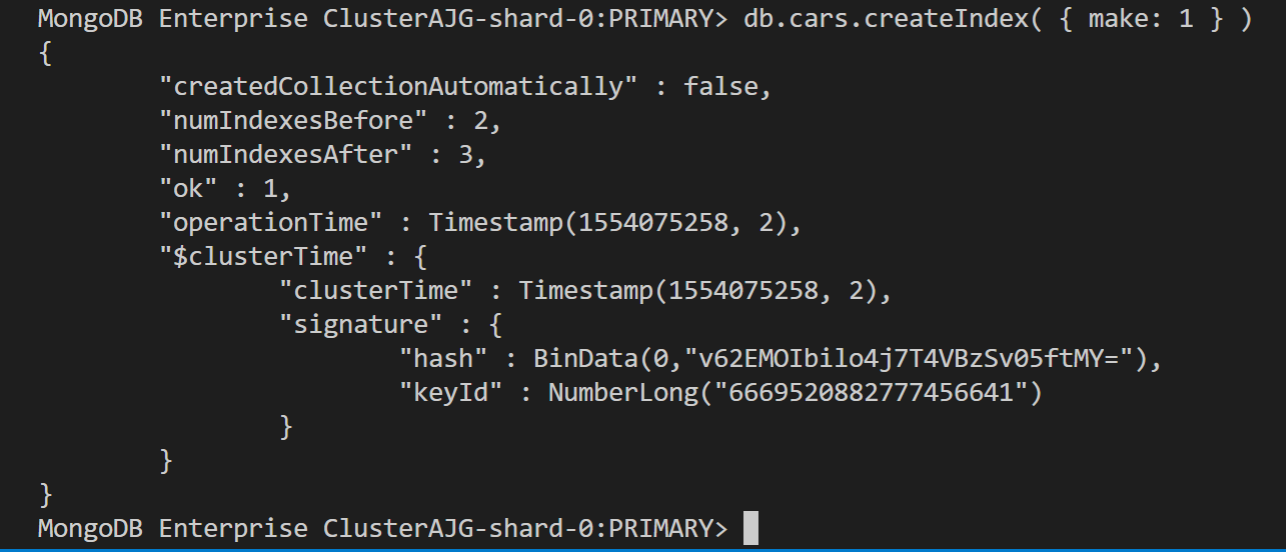 MongoDB Enterprise ClusterAJG-shard-0:PRIMARY> db.cars.createIndex( { make: 1 } )
{
        "createdCollectionAutomatically" : false,
        "numIndexesBefore" : 2,
        "numIndexesAfter" : 3,
        "ok" : 1,
        "operationTime" : Timestamp(1554075258, 2),
        "$clusterTime" : {
                "clusterTime" : Timestamp(1554075258, 2),
                "signature" : {
                        "hash" : BinData(0,"v62EMOIbilo4j7T4VBzSv05ftMY="),
                        "keyId" : NumberLong("6669520882777456641")
                }
        }
}
MongoDB Enterprise ClusterAJG-shard-0:PRIMARY>